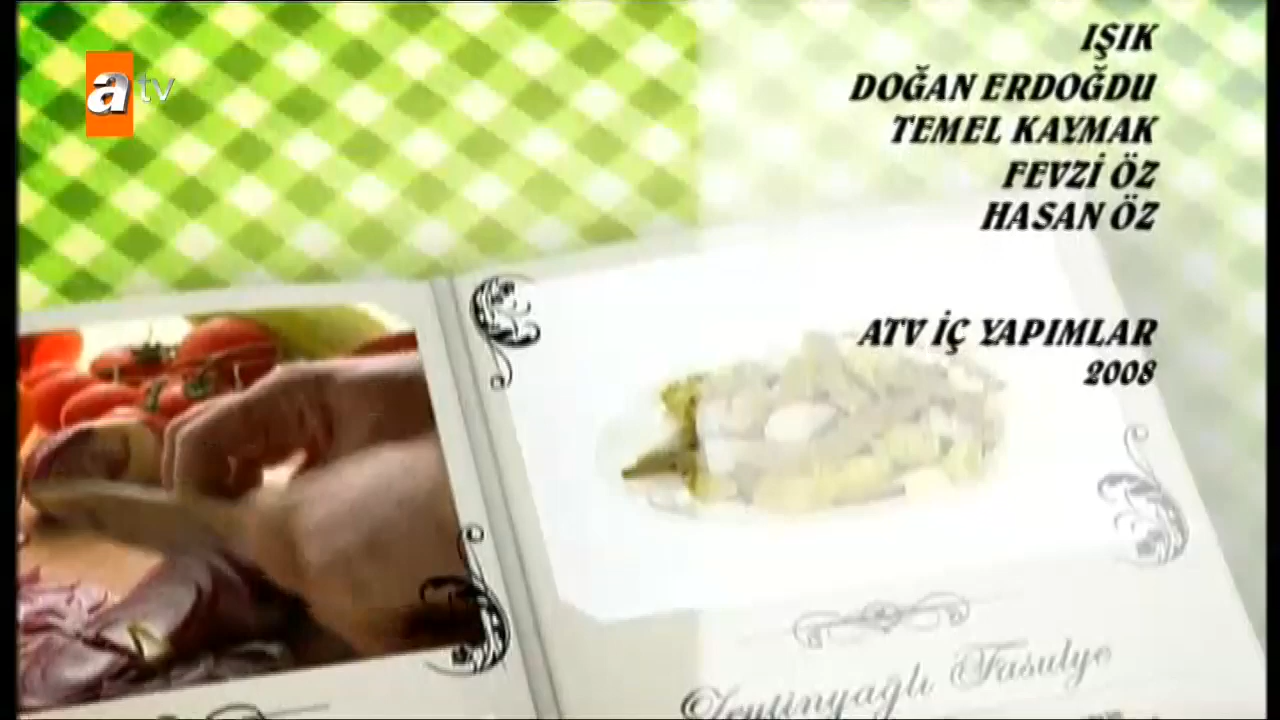 atv
IŞIK
DOĞAN ERDOĞDU
TEMEL KAYMAK
FEVZİ ÖZ
HASAN ÖZ
ATV İÇ YAPIMLAR
2008
Zeytinyağlı Fasulye